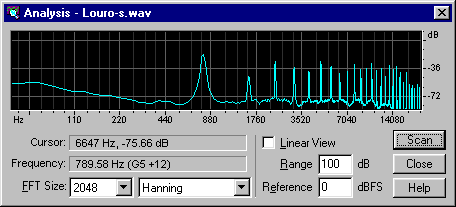 Analysis - Louro-s.wav
dB
-36
-72
Hz 110 220 440 880 1760 3520 7040 14080
Cursor: 6647 Hz, -75.66 dB
Linear View
Scan
Frequency: 789.58 Hz (G5 +12)
Range 100 dB
Close
FFT Size: 2048 Hanning
Reference 0 dBFS
Help